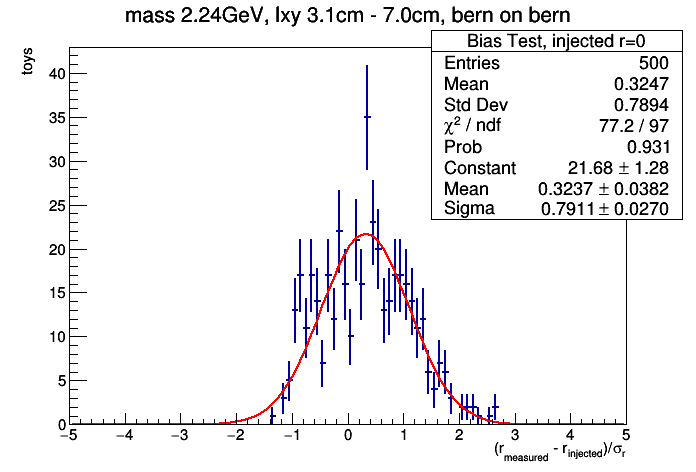 mass 2.24GeV, lxy 3.1cm - 7.0cm, bern on bern
toys
Bias Test, injected r=0
Entries 500
Mean 0.3247
Std Dev 0.7894
χ² / ndf 77.2 / 97
Prob 0.931
Constant 21.68 ± 1.28
Mean 0.3237 ± 0.0382
Sigma 0.7911 ± 0.0270
40
35
30
25
20
15
10
5
0
−5 −4 −3 −2 −1 0 1 2 3 4 5
(r_measured - r_injected)/σ_r